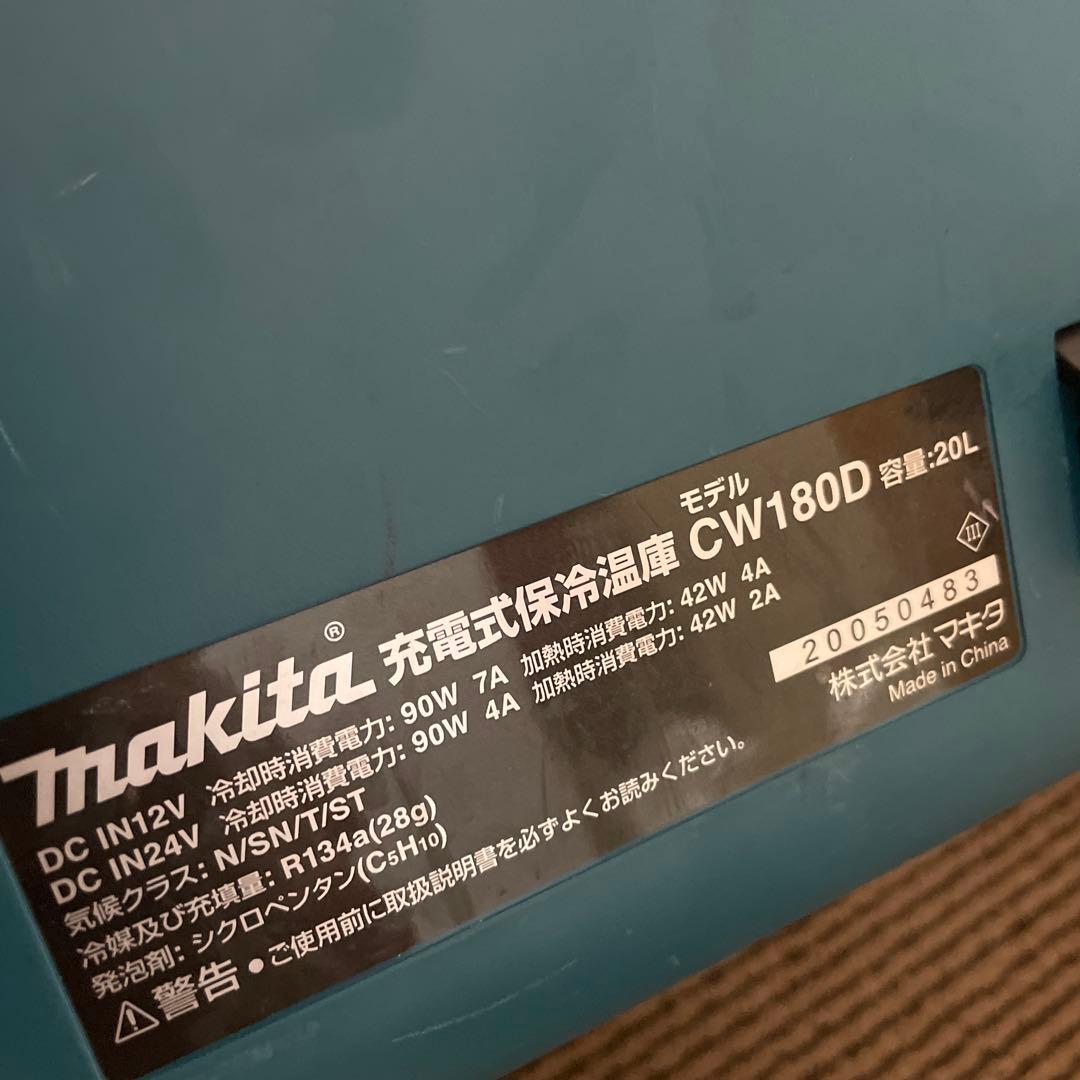 makita® 充電式保冷温庫 モデル CW180D 容量:20L
DC IN12V 冷却時消費電力: 90W 7A 加熱時消費電力: 42W 4A
DC IN24V 冷却時消費電力: 90W 4A 加熱時消費電力: 42W 2A
III
気候クラス: N/SN/T/ST
20050483
冷媒及び充填量: R134a(28g)
株式会社 マキタ
発泡剤: シクロペンタン(C5H10)
Made in China
警告 ●ご使用前に取扱説明書を必ずよくお読みください。